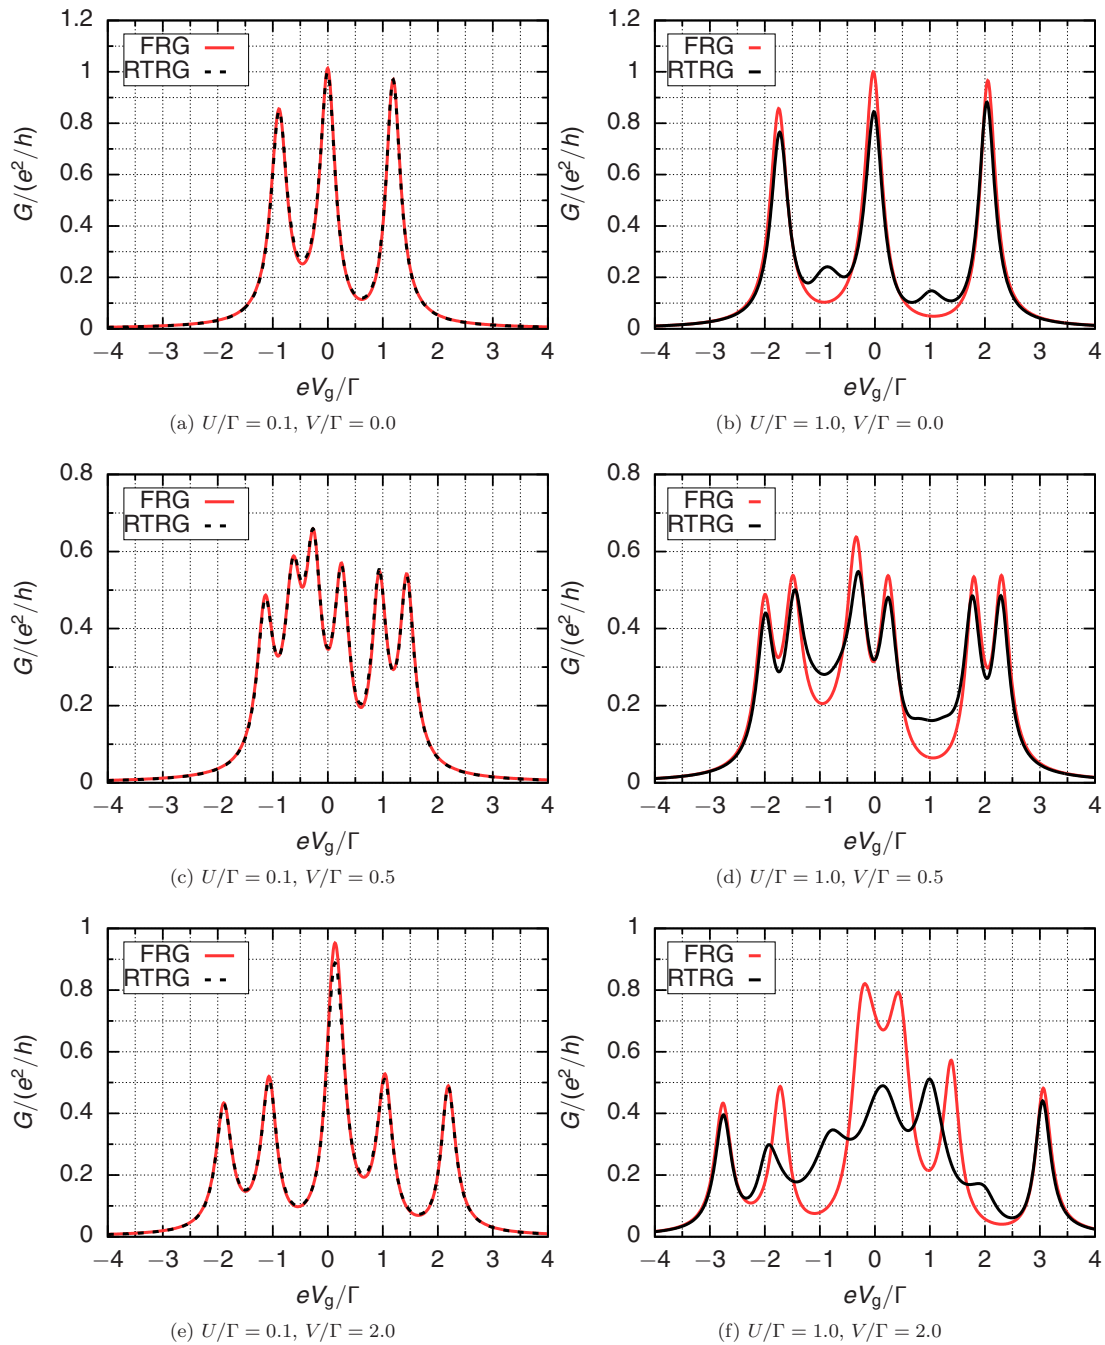 1.2
1
0.8
0.6
0.4
0.2
0
G/(e²/h)
FRG
RTRG
−4 −3 −2 −1 0 1 2 3 4
eVg/Γ
(a) U/Γ = 0.1, V/Γ = 0.0
1.2
1
0.8
0.6
0.4
0.2
0
G/(e²/h)
FRG
RTRG
−4 −3 −2 −1 0 1 2 3 4
eVg/Γ
(b) U/Γ = 1.0, V/Γ = 0.0
0.8
0.6
0.4
0.2
0
G/(e²/h)
FRG
RTRG
−4 −3 −2 −1 0 1 2 3 4
eVg/Γ
(c) U/Γ = 0.1, V/Γ = 0.5
0.8
0.6
0.4
0.2
0
G/(e²/h)
FRG
RTRG
−4 −3 −2 −1 0 1 2 3 4
eVg/Γ
(d) U/Γ = 1.0, V/Γ = 0.5
1
0.8
0.6
0.4
0.2
0
G/(e²/h)
FRG
RTRG
−4 −3 −2 −1 0 1 2 3 4
eVg/Γ
(e) U/Γ = 0.1, V/Γ = 2.0
1
0.8
0.6
0.4
0.2
0
G/(e²/h)
FRG
RTRG
−4 −3 −2 −1 0 1 2 3 4
eVg/Γ
(f) U/Γ = 1.0, V/Γ = 2.0